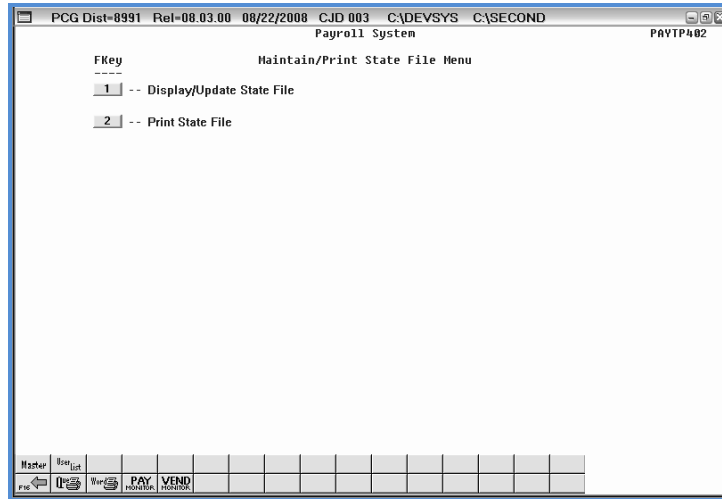 PCG Dist=8991 Rel=08.03.00 08/22/2008 CJD 003 C:\DEVSYS C:\SECOND
Payroll System PAYTP402
FKey Maintain/Print State File Menu
----
1 -- Display/Update State File
2 -- Print State File
Master User list
F16 Word PAY MONITOR VEND MONITOR